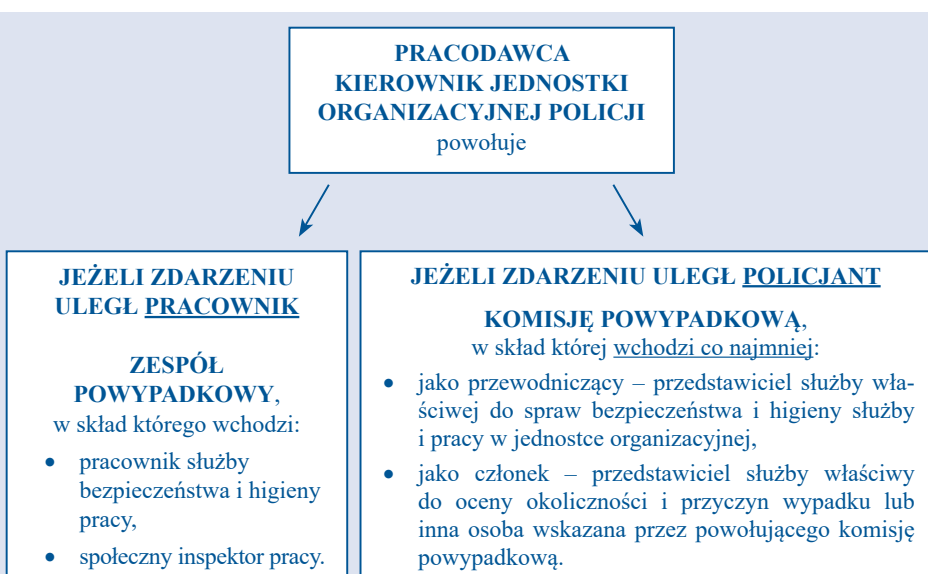 PRACODAWCA
KIEROWNIK JEDNOSTKI
ORGANIZACYJNEJ POLICJI
powołuje
JEŻELI ZDARZENIU
ULEGŁ PRACOWNIK
ZESPÓŁ
POWYPADKOWY,
w skład którego wchodzi:
• pracownik służby
bezpieczeństwa i higieny
pracy,
• społeczny inspektor pracy.
JEŻELI ZDARZENIU ULEGŁ POLICJANT
KOMISJĘ POWYPADKOWĄ,
w skład której wchodzi co najmniej:
• jako przewodniczący – przedstawiciel służby wła-
ściwej do spraw bezpieczeństwa i higieny służby
i pracy w jednostce organizacyjnej,
• jako członek – przedstawiciel służby właściwy
do oceny okoliczności i przyczyn wypadku lub
inna osoba wskazana przez powołującego komisję
powypadkową.